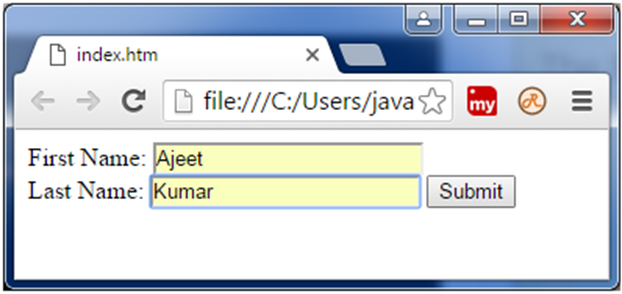 index.htm
file:///C:/Users/java
my
R
First Name: Ajeet
Last Name: Kumar Submit